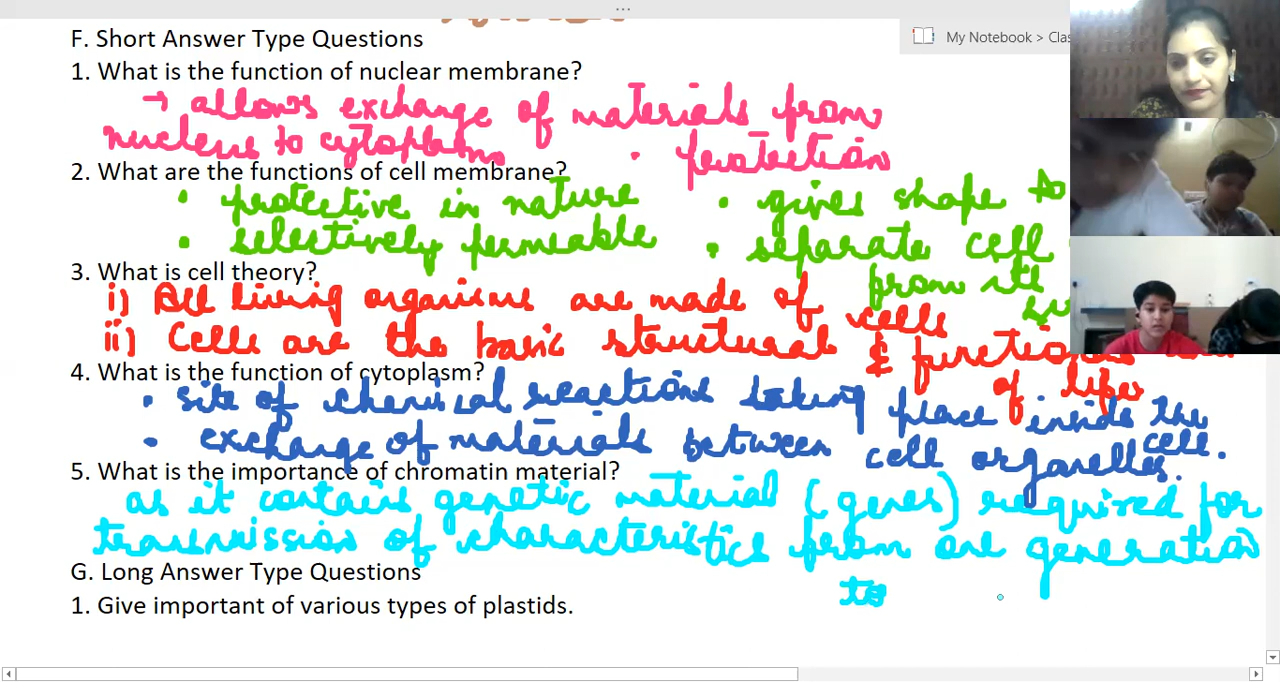 My Notebook > Clas
F. Short Answer Type Questions
1. What is the function of nuclear membrane?
→ allows exchange of materials from
nucleus to cytoplasm • protection
2. What are the functions of cell membrane?
• protective in nature • gives shape to
• selectively permeable • separate cell
from its
3. What is cell theory?
i) All living organisms are made of cells
ii) Cells are the basic structural & functional
of life
4. What is the function of cytoplasm?
• site of chemical reactions taking place inside the
cell.
• exchange of materials between cell organelles.
5. What is the importance of chromatin material?
as it contains genetic material (genes) required for
transmission of characteristics from one generation
to
G. Long Answer Type Questions
1. Give important of various types of plastids.